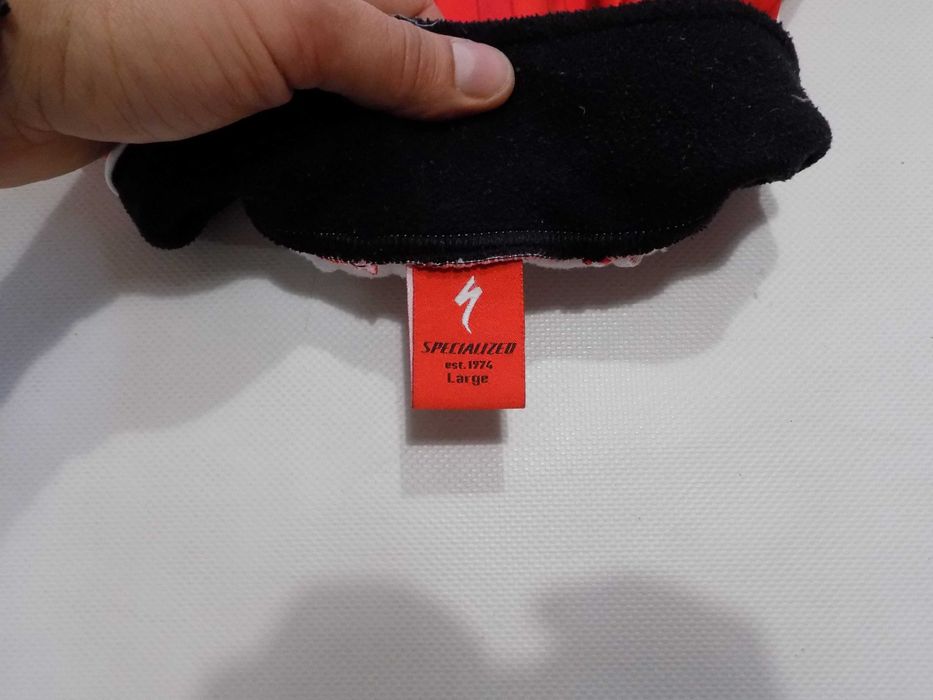 SPECIALIZED
est.1974
Large